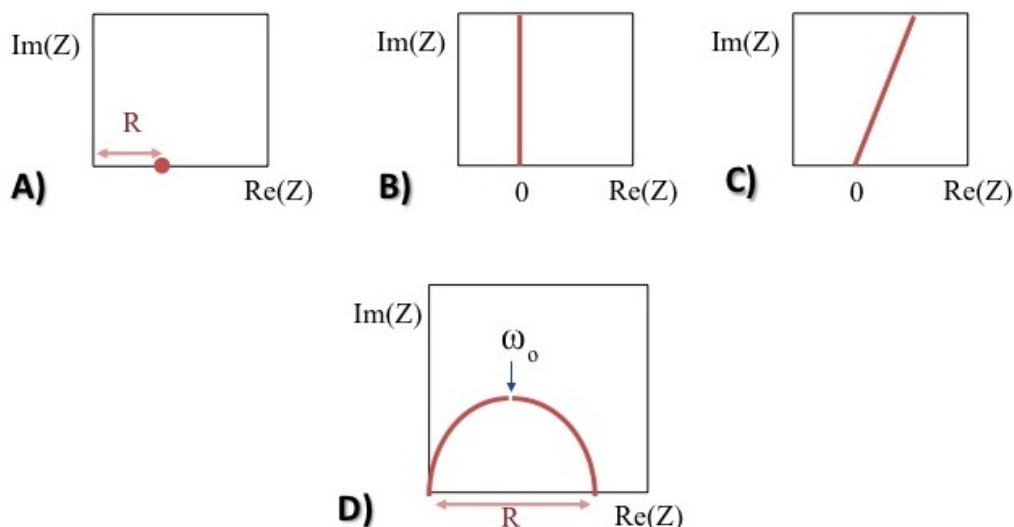 Im(Z)
R
A)
Re(Z)
Im(Z)
B)
0
Re(Z)
Im(Z)
C)
0
Re(Z)
Im(Z)
ω₀
D)
R
Re(Z)